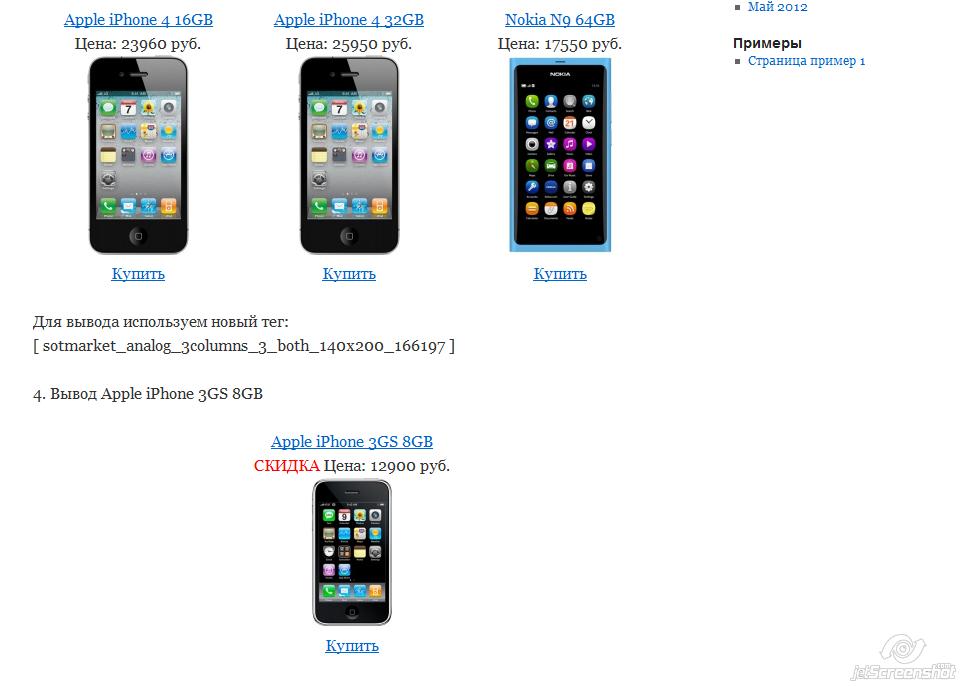 Apple iPhone 4 16GB
Цена: 23960 руб.
Купить
Apple iPhone 4 32GB
Цена: 25950 руб.
Купить
Nokia N9 64GB
Цена: 17550 руб.
NOKIA
Купить
Для вывода используем новый тег:
[ sotmarket_analog_3columns_3_both_140x200_166197 ]
4. Вывод Apple iPhone 3GS 8GB
Apple iPhone 3GS 8GB
СКИДКА Цена: 12900 руб.
Купить
Май 2012
Примеры
Страница пример 1
jetScreenshot.com